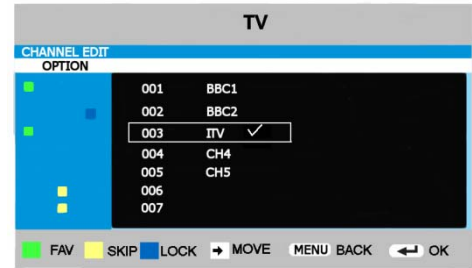 TV
CHANNEL EDIT
OPTION
001 BBC1
002 BBC2
003 ITV
004 CH4
005 CH5
006
007
FAV SKIP LOCK MOVE MENU BACK OK